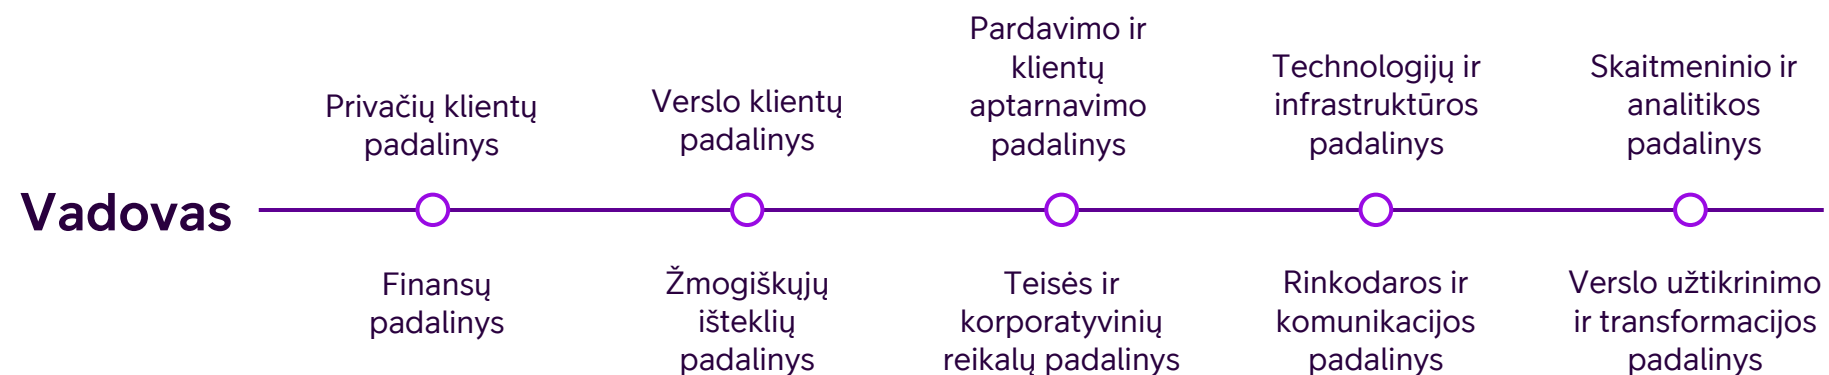 Privačių klientų
padalinys
Verslo klientų
padalinys
Pardavimo ir
klientų
aptarnavimo
padalinys
Technologijų ir
infrastruktūros
padalinys
Skaitmeninio ir
analitikos
padalinys
Vadovas
Finansų
padalinys
Žmogiškųjų
išteklių
padalinys
Teisės ir
korporatyvinių
reikalų padalinys
Rinkodaros ir
komunikacijos
padalinys
Verslo užtikrinimo
ir transformacijos
padalinys